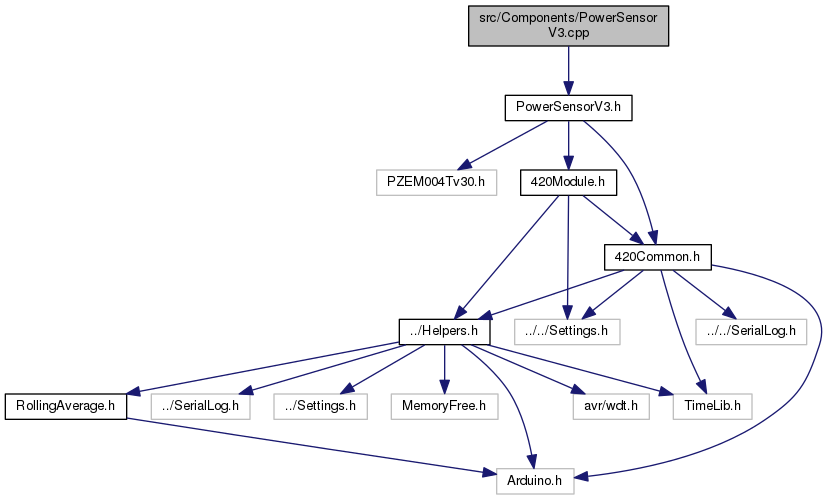 src/Components/PowerSensor
V3.cpp
PowerSensorV3.h
PZEM004Tv30.h
420Module.h
420Common.h
../Helpers.h
../../Settings.h
../../SerialLog.h
RollingAverage.h
../SerialLog.h
../Settings.h
MemoryFree.h
avr/wdt.h
TimeLib.h
Arduino.h